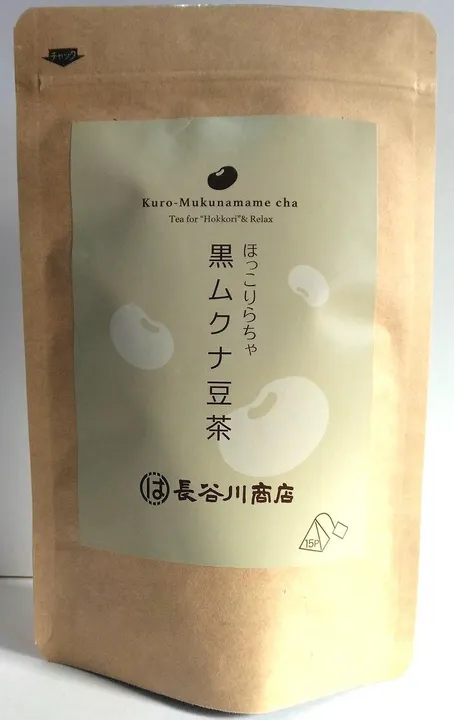 チャック
Kuro-Mukunamame cha
Tea for "Hokkori"& Relax
ほっこりらちゃ
黒ムクナ豆茶
は 長谷川商店
15P